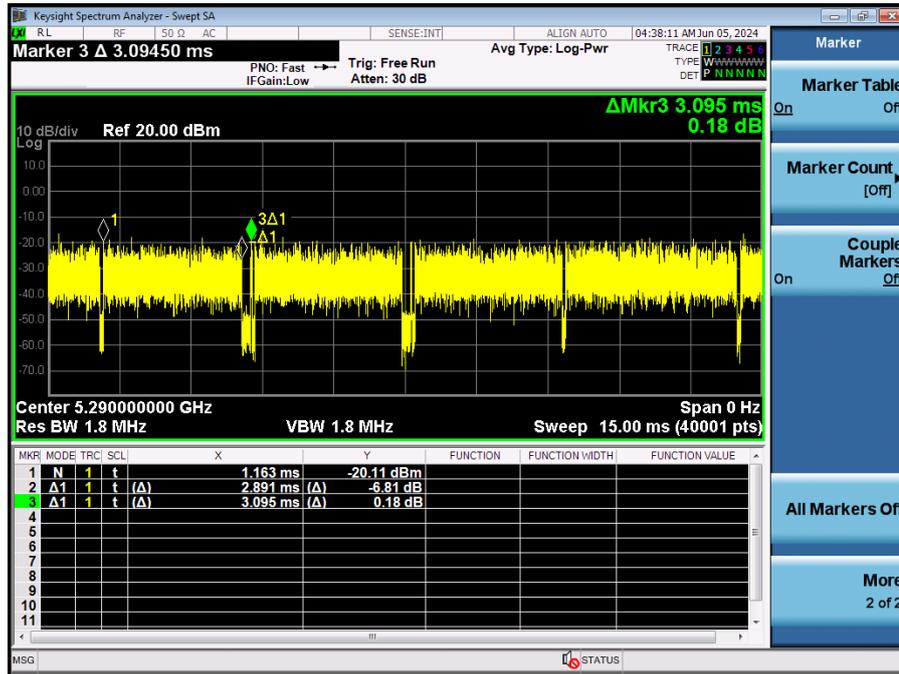 Keysight Spectrum Analyzer - Swept SA
LXI RL RF 50 Ω AC SENSE:INT ALIGN AUTO 04:38:11 AM Jun 05, 2024
Marker 3 Δ 3.09450 ms
PNO: Fast
IFGain:Low
Trig: Free Run
Atten: 30 dB
Avg Type: Log-Pwr
TRACE 1 2 3 4 5 6
TYPE W
DET P N N N N N
ΔMkr3 3.095 ms
0.18 dB
10 dB/div
Log
Ref 20.00 dBm
10.0
0.00
-10.0
-20.0
-30.0
-40.0
-50.0
-60.0
-70.0
1
3Δ1
Δ1
Center 5.290000000 GHz
Span 0 Hz
Res BW 1.8 MHz
VBW 1.8 MHz
Sweep 15.00 ms (40001 pts)
MKR MODE TRC SCL X Y FUNCTION FUNCTION WIDTH FUNCTION VALUE
1 N 1 t 1.163 ms -20.11 dBm
2 Δ1 1 t (Δ) 2.891 ms (Δ) -6.81 dB
3 Δ1 1 t (Δ) 3.095 ms (Δ) 0.18 dB
4
5
6
7
8
9
10
11
MSG
STATUS
Marker
Marker Table
On Of
Marker Count
[Off]
Couple
Markers
On Of
All Markers Of
More
2 of 2